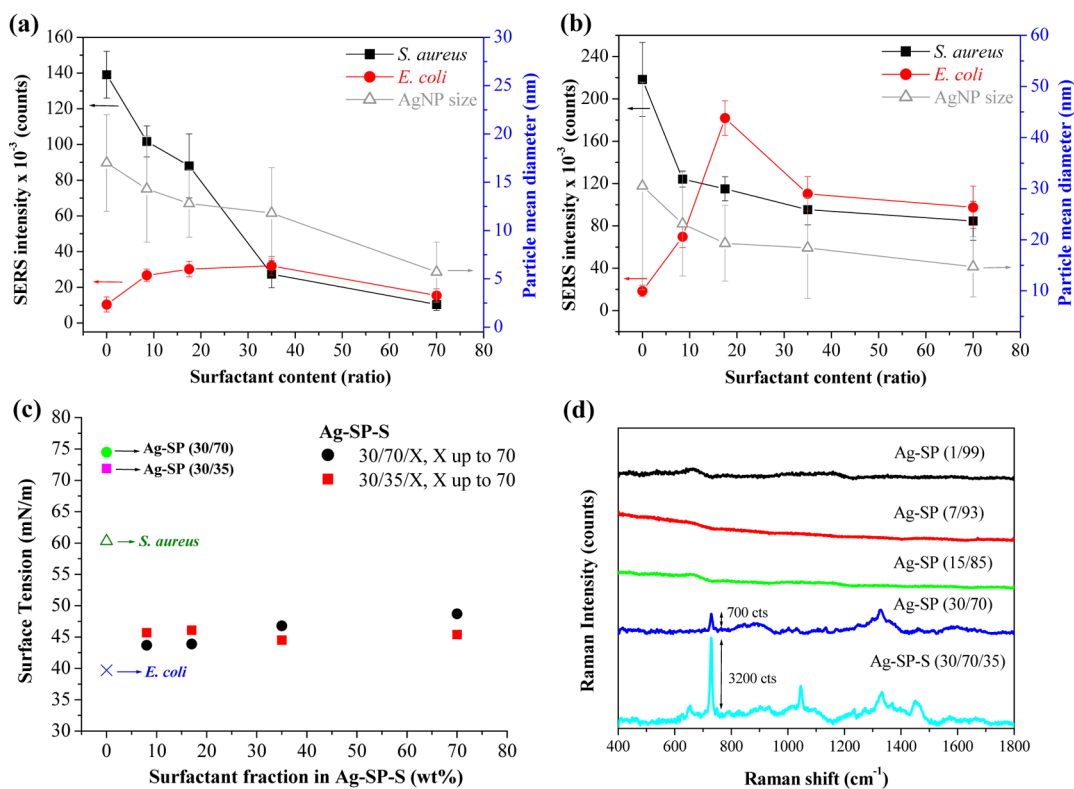 (a)
160
140
120
100
80
60
40
20
0
SERS intensity x 10⁻³ (counts)
S. aureus
E. coli
AgNP size
30
25
20
15
10
5
0
Particle mean diameter (nm)
0 10 20 30 40 50 60 70 80
Surfactant content (ratio)
(b)
240
200
160
120
80
40
0
SERS intensity x 10⁻³ (counts)
S. aureus
E. coli
AgNP size
60
50
40
30
20
10
Particle mean diameter (nm)
0 10 20 30 40 50 60 70 80
Surfactant content (ratio)
(c)
80
75
70
65
60
55
50
45
40
35
30
Surface Tension (mN/m)
Ag-SP (30/70)
Ag-SP (30/35)
Ag-SP-S
30/70/X, X up to 70
30/35/X, X up to 70
S. aureus
E. coli
0 10 20 30 40 50 60 70 80
Surfactant fraction in Ag-SP-S (wt%)
(d)
Raman Intensity (counts)
Ag-SP (1/99)
Ag-SP (7/93)
Ag-SP (15/85)
Ag-SP (30/70)
700 cts
Ag-SP-S (30/70/35)
3200 cts
400 600 800 1000 1200 1400 1600 1800
Raman shift (cm⁻¹)